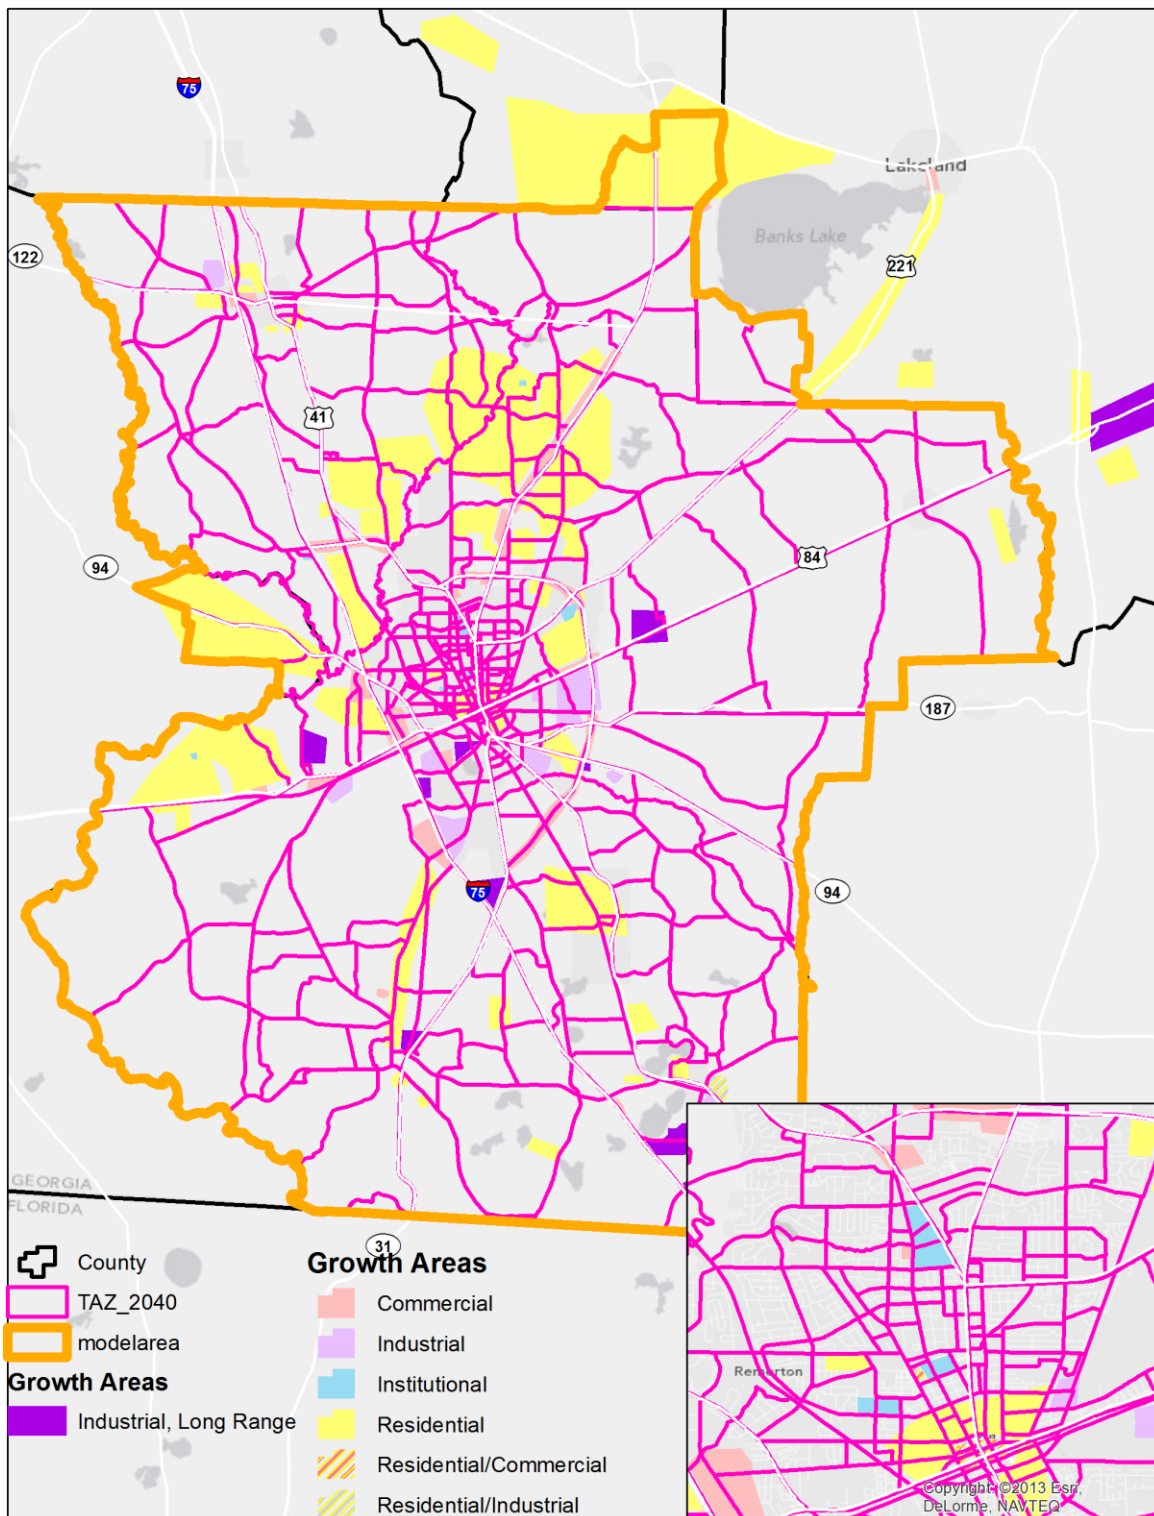 75
Lakeland
Banks Lake
122
221
41
94
84
187
75
94
GEORGIA
FLORIDA
31
County
TAZ_2040
modelarea
Growth Areas
Industrial, Long Range
Growth Areas
Commercial
Industrial
Institutional
Residential
Residential/Commercial
Residential/Industrial
Remerton
Copyright: ©2013 Esri,
DeLorme, NAVTEQ